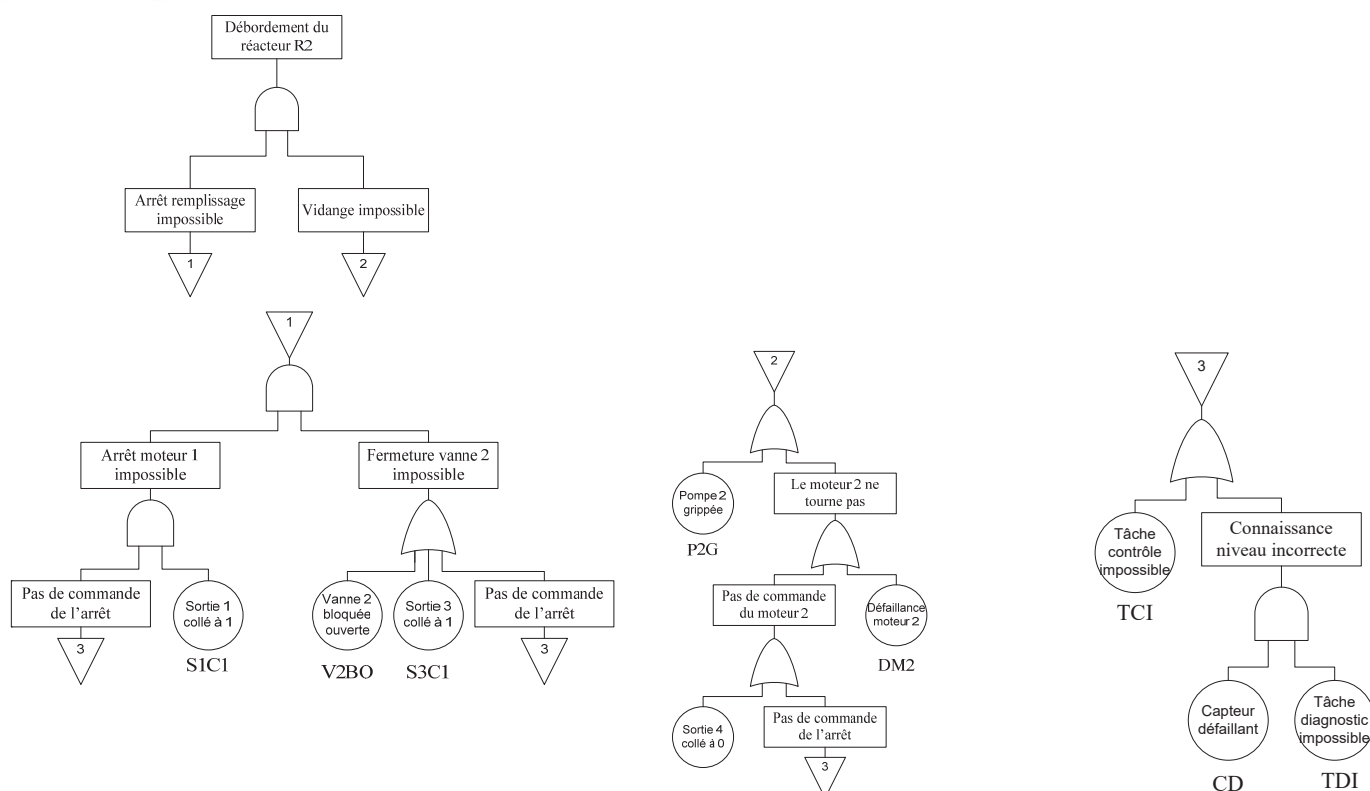 Débordement du
réacteur R2
Arrêt remplissage
impossible
Vidange impossible
1
2
1
Arrêt moteur 1
impossible
Fermeture vanne 2
impossible
Pas de commande
de l'arrêt
Sortie 1
collé à 1
Vanne 2
bloquée
ouverte
Sortie 3
collé à 1
Pas de commande
de l'arrêt
3
S1C1
V2BO
S3C1
3
2
Pompe 2
grippée
Le moteur 2 ne
tourne pas
P2G
Pas de commande
du moteur 2
Défaillance
moteur 2
DM2
Sortie 4
collé à 0
Pas de commande
de l'arrêt
3
3
Tâche
contrôle
impossible
Connaissance
niveau incorrecte
TCI
Capteur
défaillant
Tâche
diagnostic
impossible
CD
TDI